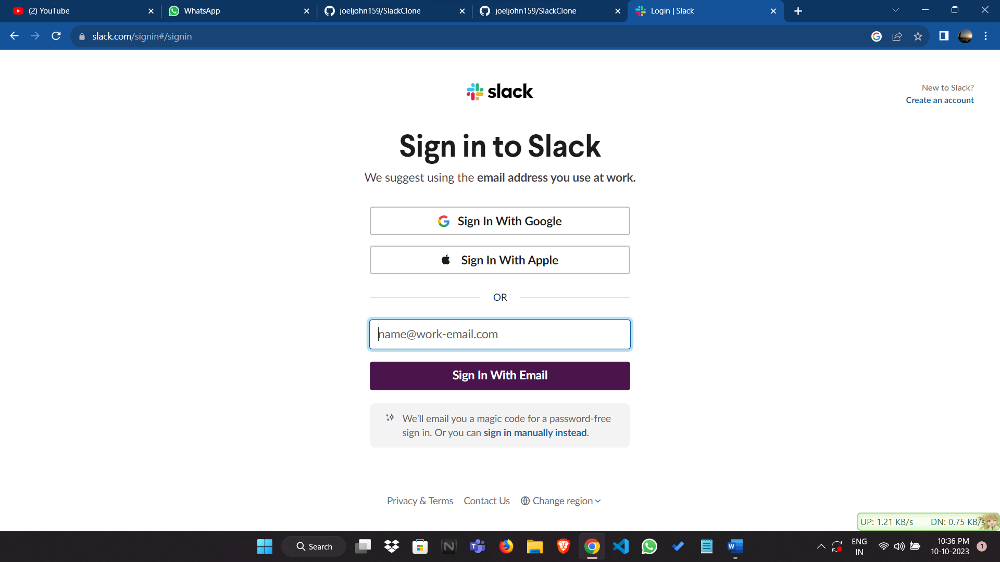 (2) YouTube
WhatsApp
joeljohn159/SlackClone
joeljohn159/SlackClone
Login | Slack
slack.com/signin#/signin
slack
New to Slack?
Create an account
Sign in to Slack
We suggest using the email address you use at work.
Sign In With Google
Sign In With Apple
OR
name@work-email.com
Sign In With Email
We’ll email you a magic code for a password-free
sign in. Or you can sign in manually instead.
Privacy & Terms
Contact Us
Change region
UP: 1.21 KB/s
DN: 0.75 KB/s
Search
ENG
IN
10:36 PM
10-10-2023
1